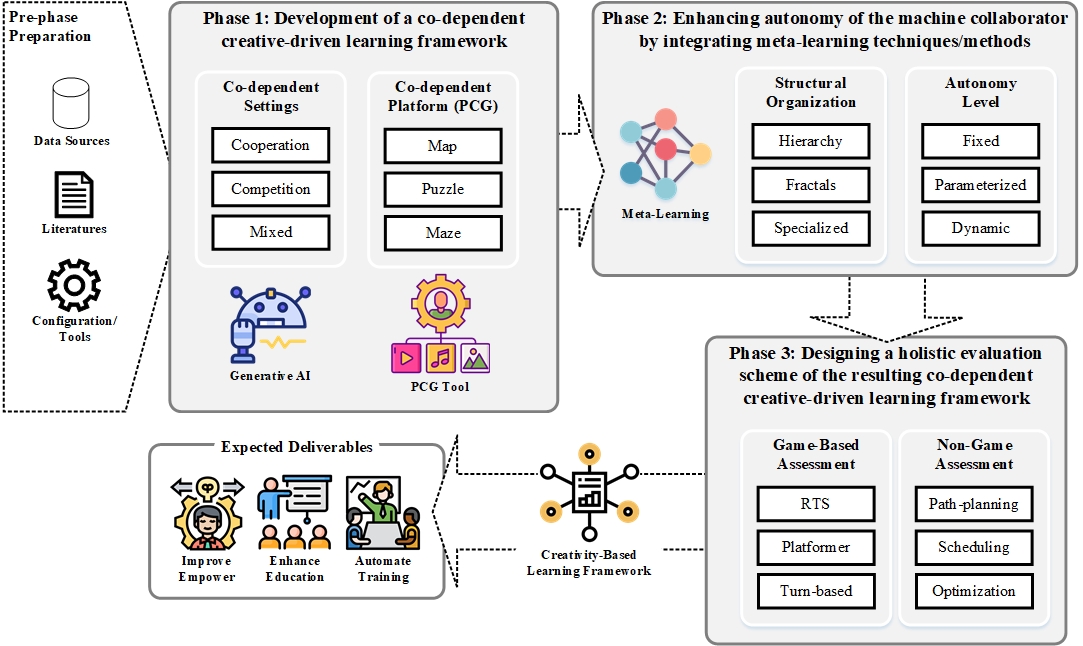 Pre-phase
Preparation
Data Sources
Literatures
Configuration/
Tools
Phase 1: Development of a co-dependent
creative-driven learning framework
Co-dependent
Settings
Cooperation
Competition
Mixed
Generative AI
Co-dependent
Platform (PCG)
Map
Puzzle
Maze
PCG Tool
Phase 2: Enhancing autonomy of the machine collaborator
by integrating meta-learning techniques/methods
Meta-Learning
Structural
Organization
Hierarchy
Fractals
Specialized
Autonomy
Level
Fixed
Parameterized
Dynamic
Phase 3: Designing a holistic evaluation
scheme of the resulting co-dependent
creative-driven learning framework
Game-Based
Assessment
RTS
Platformer
Turn-based
Non-Game
Assessment
Path-planning
Scheduling
Optimization
Creativity-Based
Learning Framework
Expected Deliverables
Improve
Empower
Enhance
Education
Automate
Training